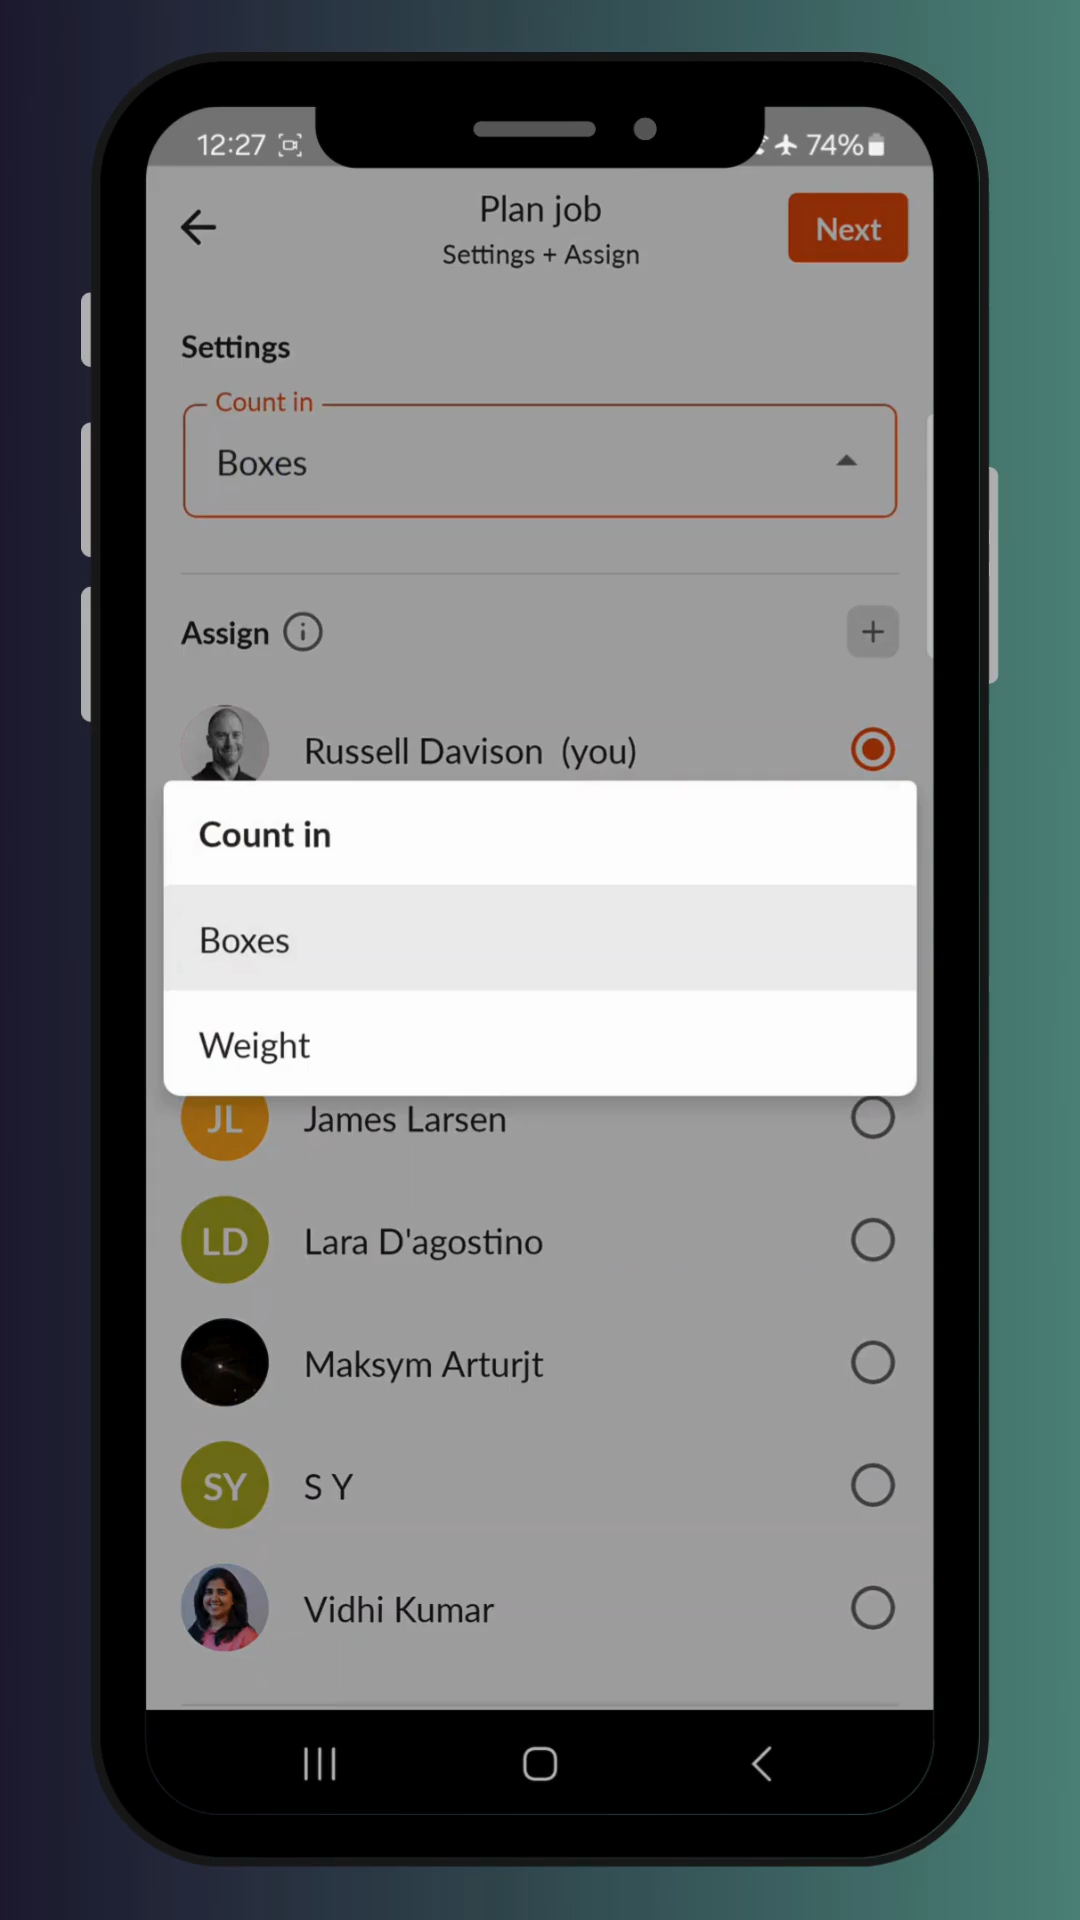 12:27
74%
Plan job
Settings + Assign
Next
Settings
Count in
Boxes
Assign
Russell Davison (you)
Count in
Boxes
Weight
JL
James Larsen
LD
Lara D'agostino
Maksym Arturjt
SY
S Y
Vidhi Kumar